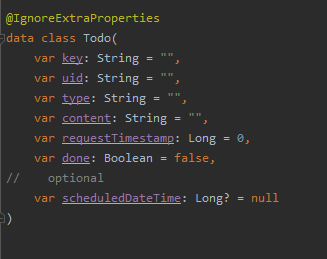 @IgnoreExtraProperties
data class Todo(
    var key: String = "",
    var uid: String = "",
    var type: String = "",
    var content: String = "",
    var requestTimestamp: Long = 0,
    var done: Boolean = false,
//    optional
    var scheduledDateTime: Long? = null
)